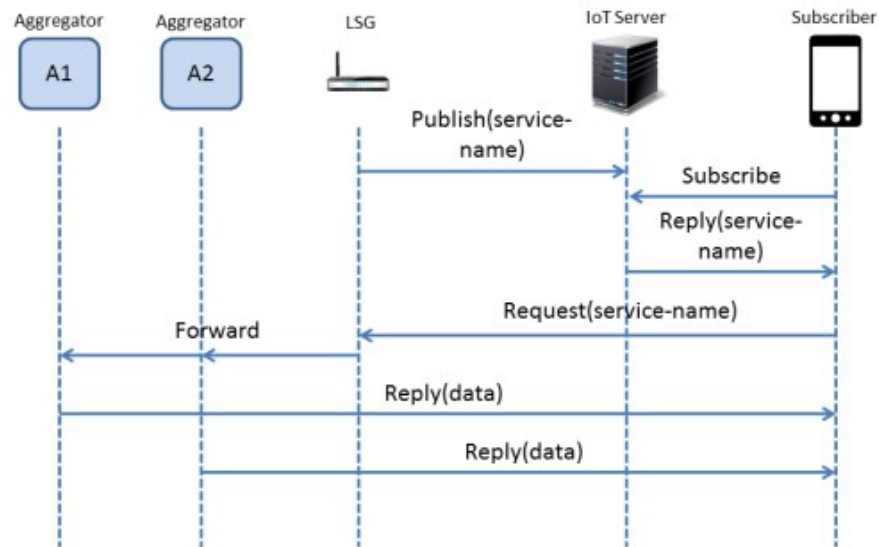 Aggregator
Aggregator
LSG
IoT Server
Subscriber
A1
A2
Publish(service-
name)
Subscribe
Reply(service-
name)
Request(service-name)
Forward
Reply(data)
Reply(data)